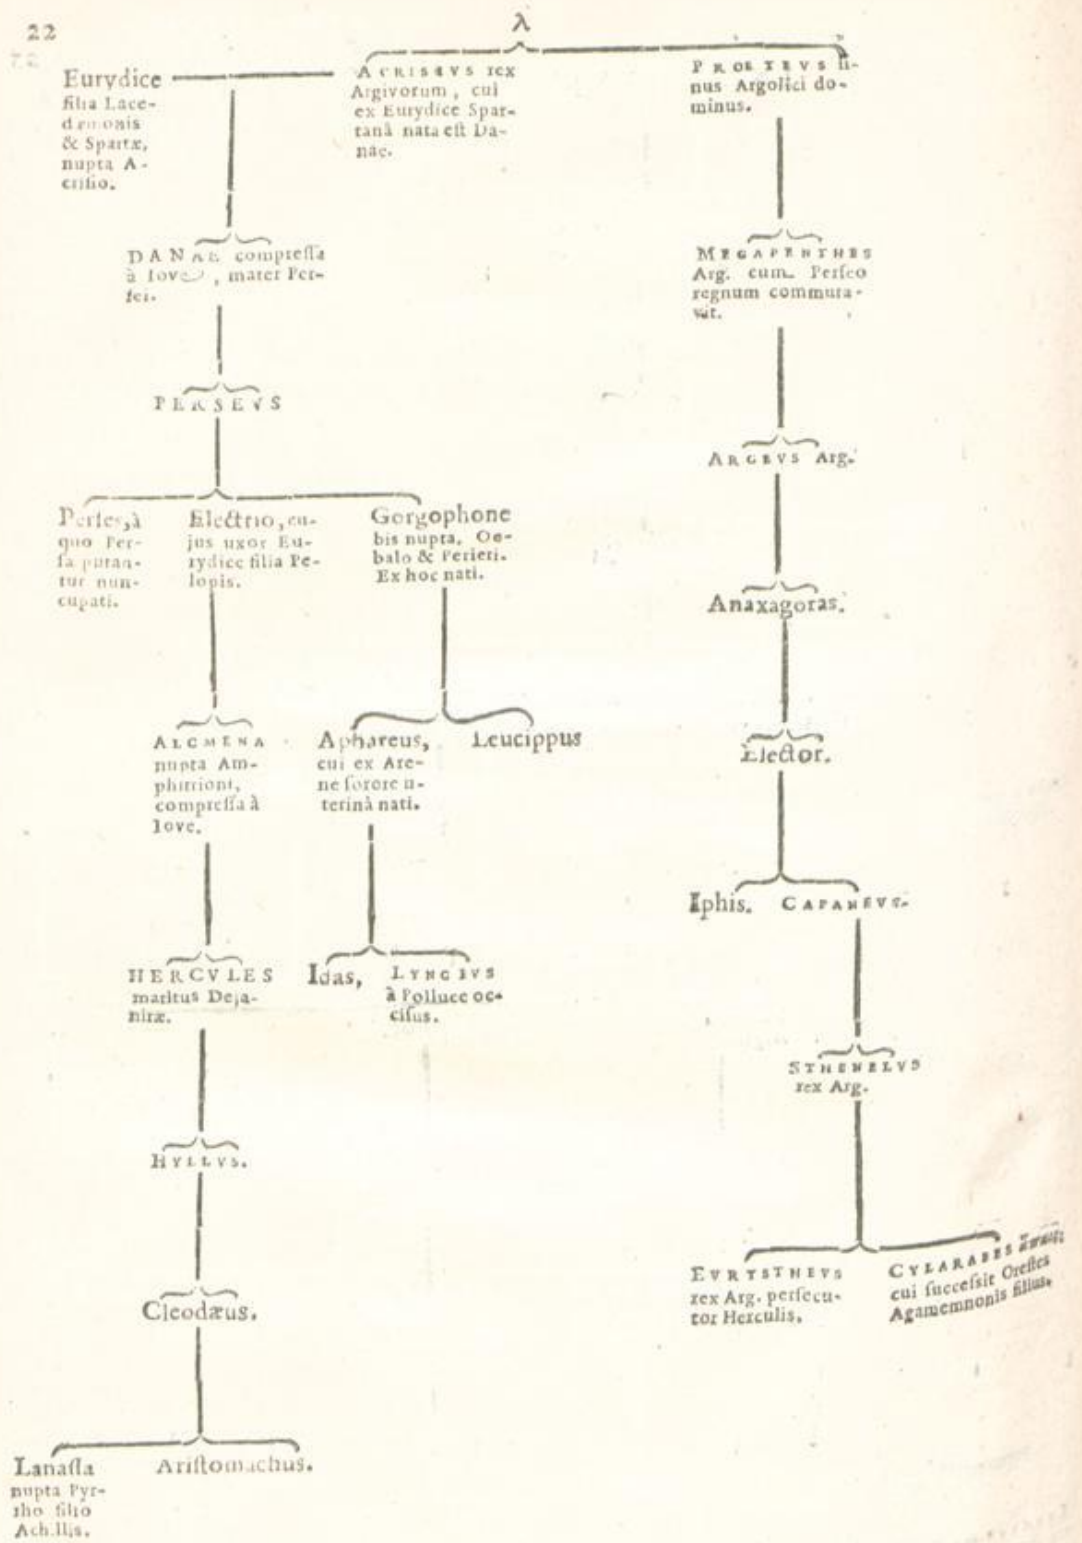 22
λ
Eurydice
filia Lace-
dæmonis
& Spartæ,
nupta A-
crisio.
ACRISIVS rex
Argivorum, cui
ex Eurydice Spar-
tanâ nata eſt Da-
nae.
PROETEVS ſi-
nus Argolici do-
minus.
DANAE compreſſa
à Iove, mater Per-
ſei.
MEGAPENTHES
Arg. cum Perſeo
regnum commuta-
vit.
PERSEVS
ARGEVS Arg.
Perſes, à
quo Per-
ſa putan-
tur nun-
cupati.
Electrio, cu-
jus uxor Eu-
rydice filia Pe-
lopis.
Gorgophone
bis nupta, Oe-
balo & Perieri.
Ex hoc nati.
Anaxagoras.
ALCMENA
nupta Am-
phitrioni,
compreſſa à
Iove.
Aphareus,
cui ex Are-
ne ſorore u-
terinâ nati.
Leucippus
Elector.
Iphis.
CAPANEVS.
HERCVLES
maritus Deja-
niræ.
Idas,
LYNCEVS
à Polluce oc-
ciſus.
STHENELVS
rex Arg.
HYLLVS.
EVRYSTHEVS
rex Arg. perſecu-
tor Herculis.
CYLARABES
cui ſucceſsit Oreſtes
Agamemnonis filius.
Cleodæus.
Lanaſſa
nupta Pyr-
rho filio
Achillis.
Ariſtomachus.